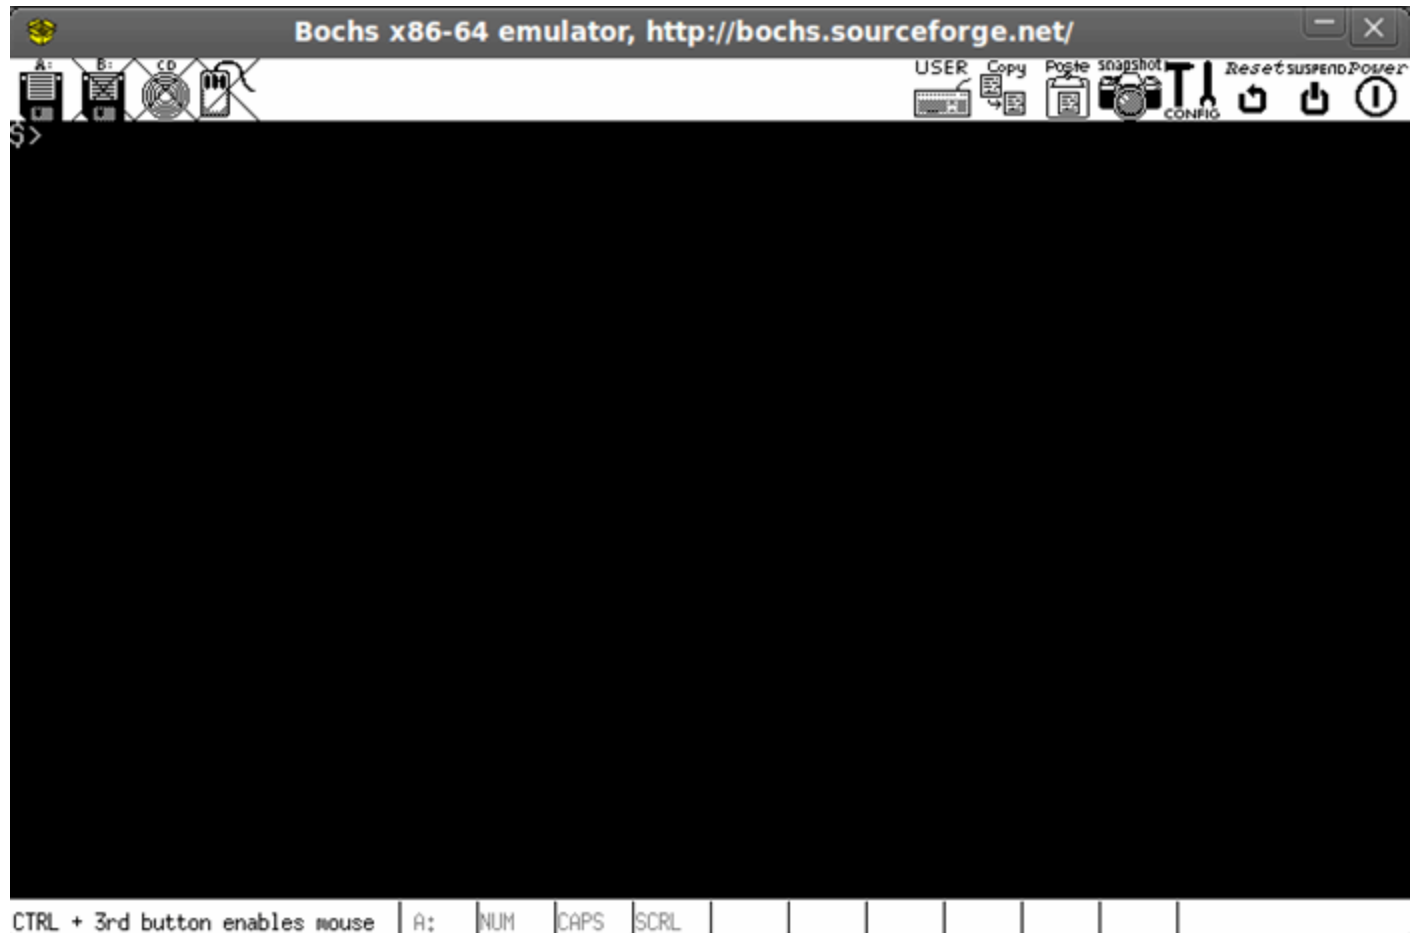 Bochs x86-64 emulator, http://bochs.sourceforge.net/
A: B: CD USER Copy Paste snapshot CONFIG Reset SUSPEND Power
$>
CTRL + 3rd button enables mouse A: NUM CAPS SCRL